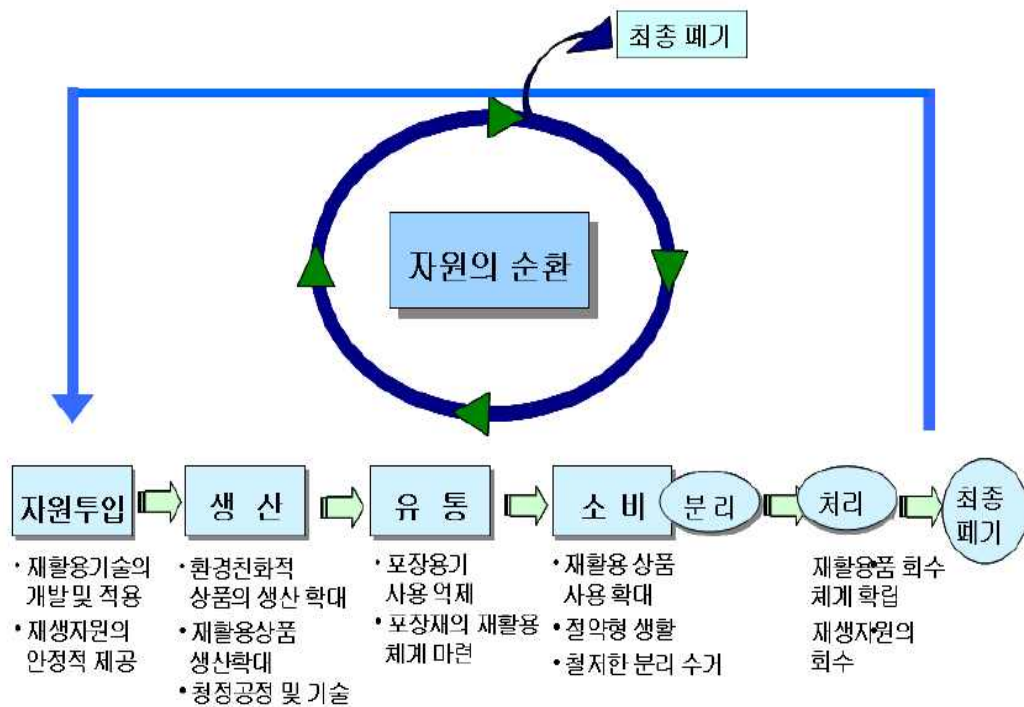 최종 폐기
자원의 순환
자원투입
생 산
유 통
소 비
분리
처리
최종
폐기
· 재활용기술의
개발 및 적용
• 재생자원의
안정적 제공
· 환경친화적
상품의 생산 확대
• 재활용상품
생산확대
• 청정공정 및 기술
· 포장용기
사용 억제
• 포장재의 재활용
체계 마련
• 재활용 상품
사용 확대
• 절약형 생활
• 철저한 분리 수거
재활용품 회수
체계 확립
재생자원의
회수